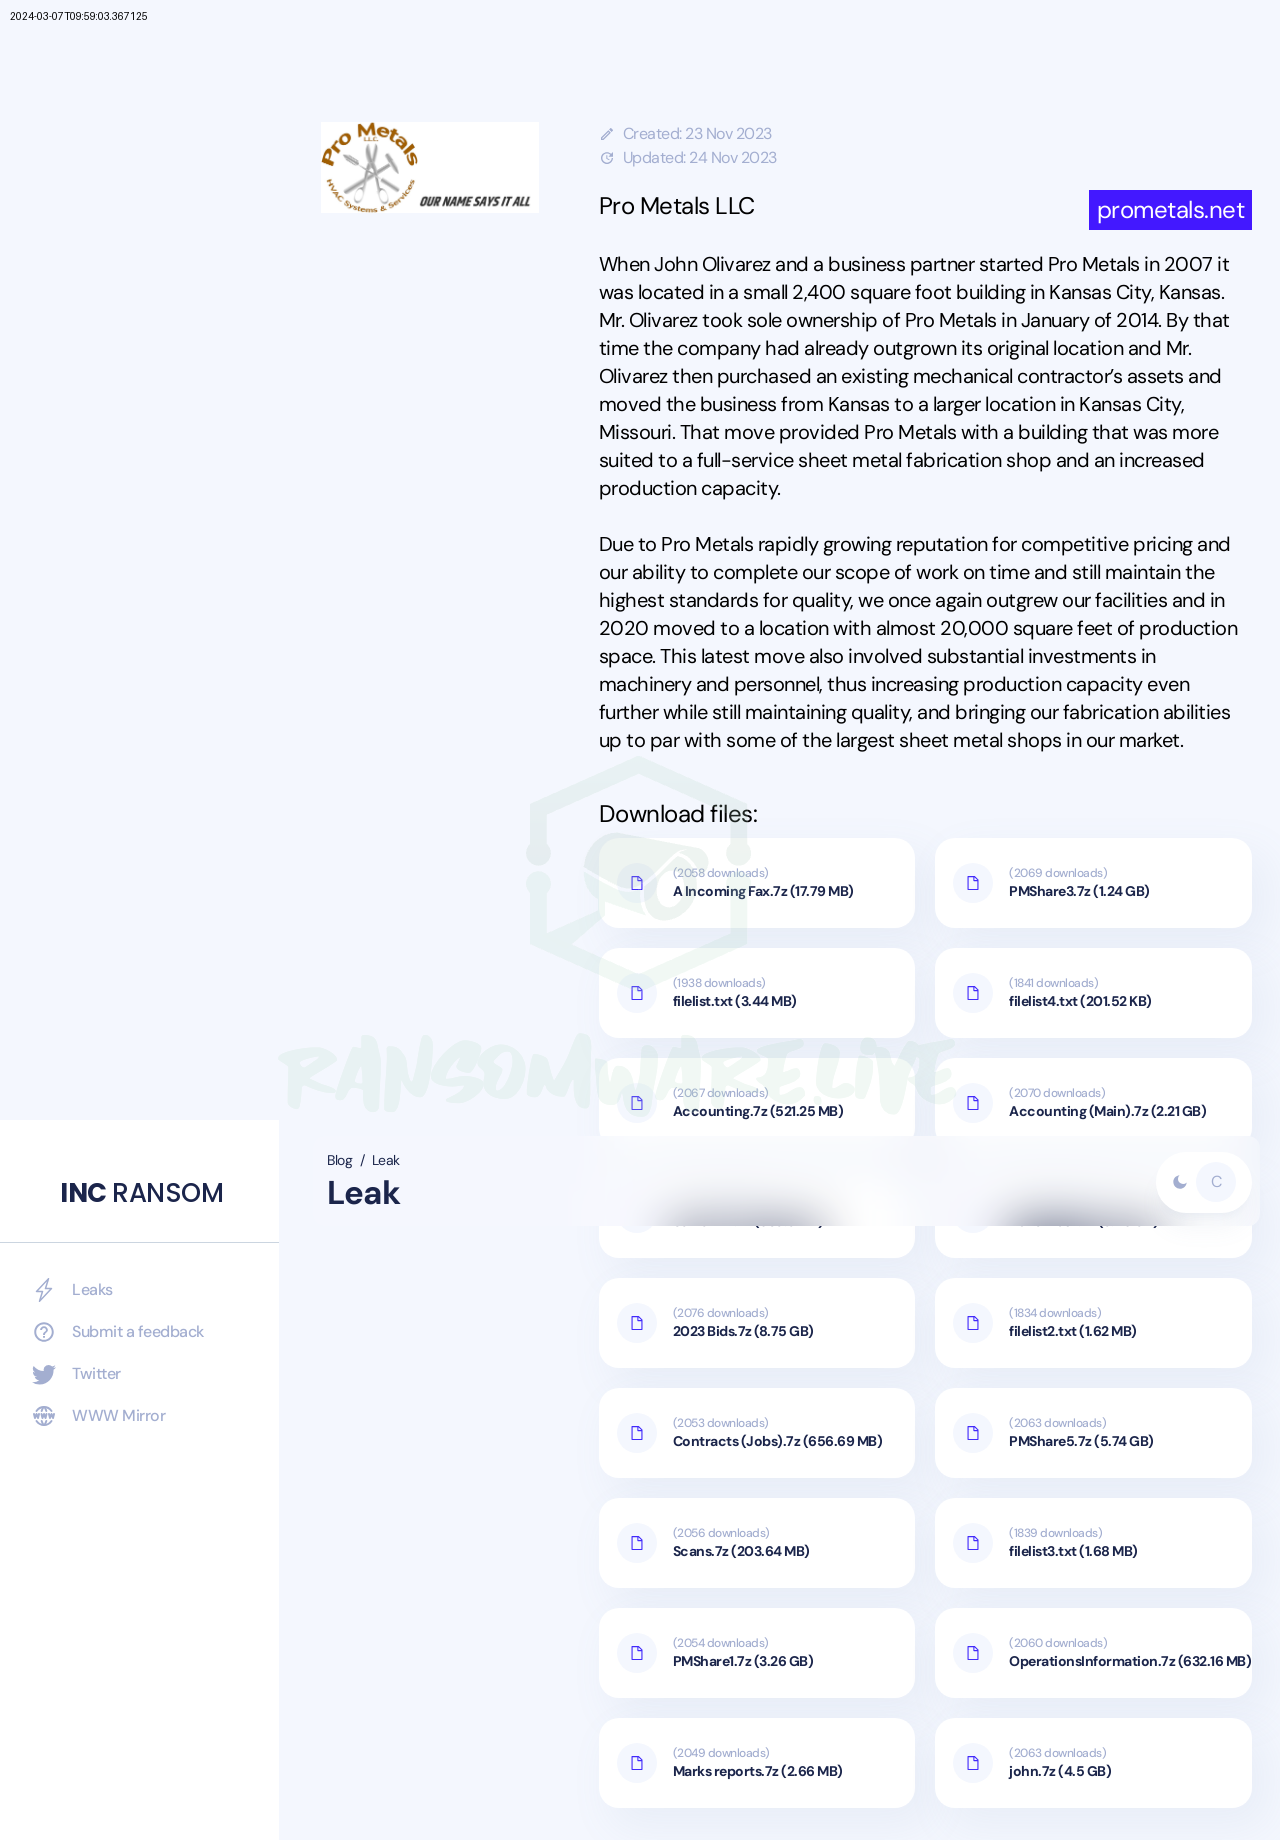 2024-03-07T09:59:03.367125
Pro Metals
LLC
HVAC Systems & Services
OUR NAME SAYS IT ALL
Created: 23 Nov 2023
Updated: 24 Nov 2023
Pro Metals LLC
prometals.net
When John Olivarez and a business partner started Pro Metals in 2007 it
was located in a small 2,400 square foot building in Kansas City, Kansas.
Mr. Olivarez took sole ownership of Pro Metals in January of 2014. By that
time the company had already outgrown its original location and Mr.
Olivarez then purchased an existing mechanical contractor’s assets and
moved the business from Kansas to a larger location in Kansas City,
Missouri. That move provided Pro Metals with a building that was more
suited to a full-service sheet metal fabrication shop and an increased
production capacity.
Due to Pro Metals rapidly growing reputation for competitive pricing and
our ability to complete our scope of work on time and still maintain the
highest standards for quality, we once again outgrew our facilities and in
2020 moved to a location with almost 20,000 square feet of production
space. This latest move also involved substantial investments in
machinery and personnel, thus increasing production capacity even
further while still maintaining quality, and bringing our fabrication abilities
up to par with some of the largest sheet metal shops in our market.
Download files:
(2058 downloads)
A Incoming Fax.7z (17.79 MB)
(2069 downloads)
PMShare3.7z (1.24 GB)
(1938 downloads)
filelist.txt (3.44 MB)
(1841 downloads)
filelist4.txt (201.52 KB)
RANSOMWARE.LIVE
(2067 downloads)
Accounting.7z (521.25 MB)
(2070 downloads)
Accounting (Main).7z (2.21 GB)
Blog / Leak
Leak
C
INC RANSOM
Leaks
Submit a feedback
Twitter
WWW Mirror
(2076 downloads)
2023 Bids.7z (8.75 GB)
(1834 downloads)
filelist2.txt (1.62 MB)
(2053 downloads)
Contracts (Jobs).7z (656.69 MB)
(2063 downloads)
PMShare5.7z (5.74 GB)
(2056 downloads)
Scans.7z (203.64 MB)
(1839 downloads)
filelist3.txt (1.68 MB)
(2054 downloads)
PMShare1.7z (3.26 GB)
(2060 downloads)
OperationsInformation.7z (632.16 MB)
(2049 downloads)
Marks reports.7z (2.66 MB)
(2063 downloads)
john.7z (4.5 GB)